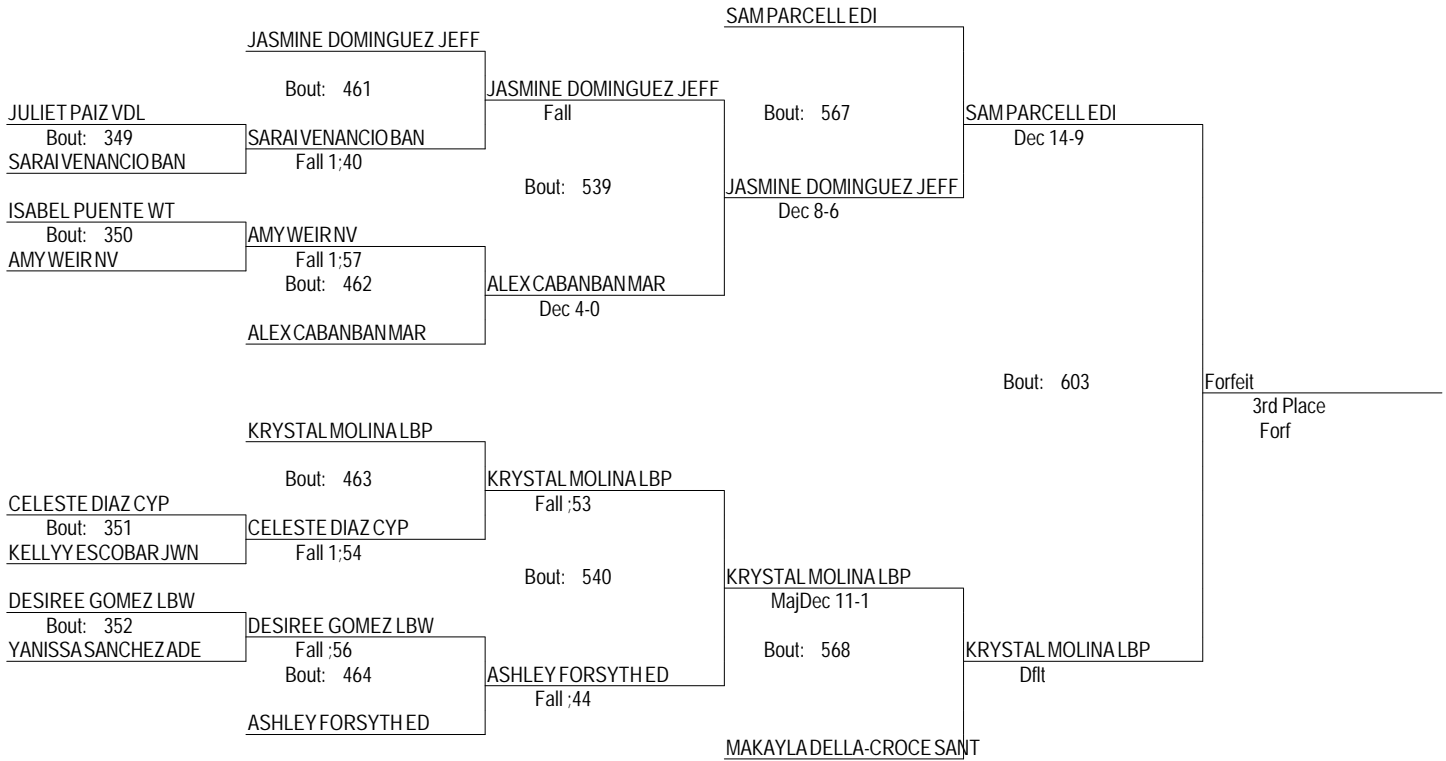 SAM PARCELL EDI
JASMINE DOMINGUEZ JEFF
Bout: 461
JASMINE DOMINGUEZ JEFF
Fall
Bout: 567
JULIET PAIZ VDL
SAM PARCELL EDI
Bout: 349
SARAI VENANCIO BAN
Dec 14-9
SARAI VENANCIO BAN
Fall 1;40
Bout: 539
JASMINE DOMINGUEZ JEFF
Dec 8-6
ISABEL PUENTE WT
Bout: 350
AMY WEIR NV
AMY WEIR NV
Fall 1;57
Bout: 462
ALEX CABANBAN MAR
Dec 4-0
ALEX CABANBAN MAR
Bout: 603
Forfeit
3rd Place
Forf
KRYSTAL MOLINA LBP
Bout: 463
KRYSTAL MOLINA LBP
Fall ;53
CELESTE DIAZ CYP
Bout: 351
CELESTE DIAZ CYP
KELLYY ESCOBAR JWN
Fall 1;54
Bout: 540
KRYSTAL MOLINA LBP
MajDec 11-1
DESIREE GOMEZ LBW
Bout: 352
DESIREE GOMEZ LBW
YANISSA SANCHEZ ADE
Fall ;56
Bout: 568
KRYSTAL MOLINA LBP
Dflt
Bout: 464
ASHLEY FORSYTH ED
Fall ;44
ASHLEY FORSYTH ED
MAKAYLA DELLA-CROCE SANT